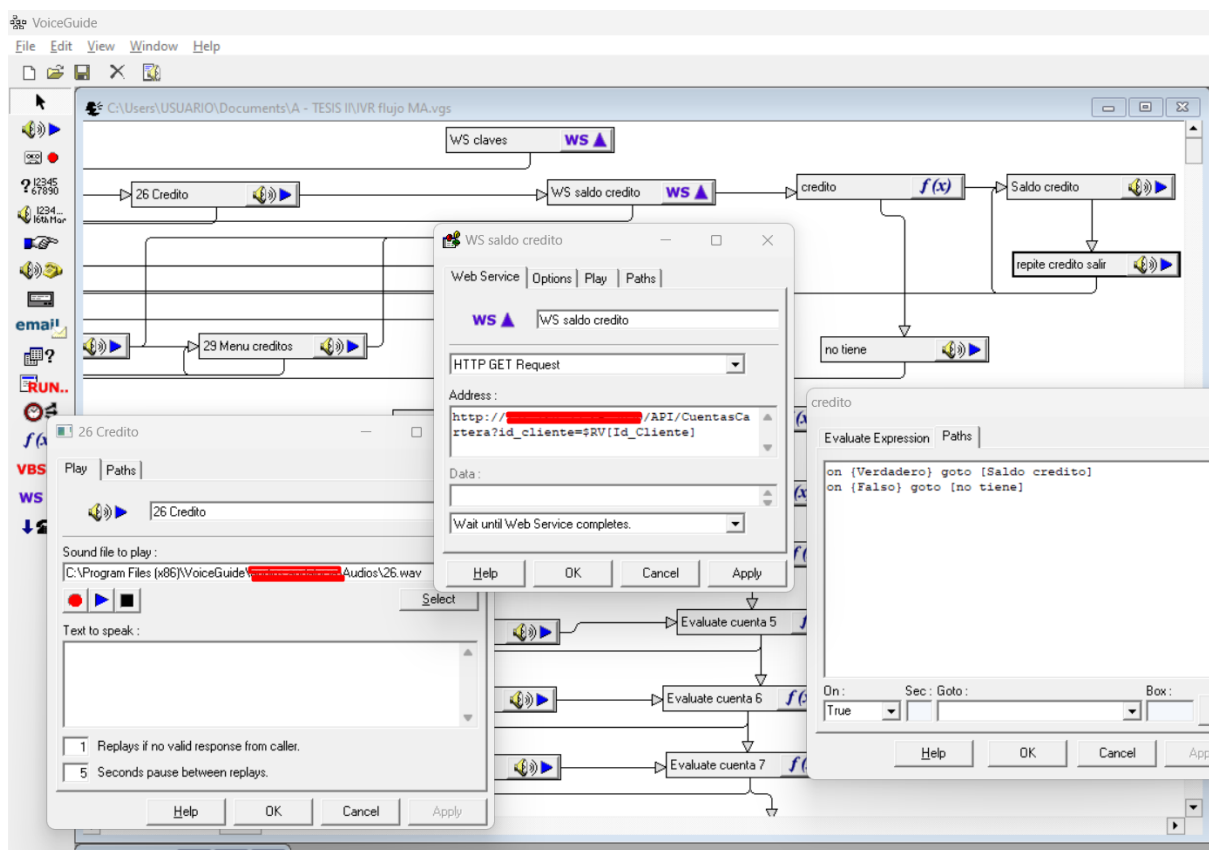 VoiceGuide
File Edit View Window Help
C:\Users\USUARIO\Documents\A - TESIS II\IVR flujo MA.vgs
WS claves WS
26 Credito
WS saldo credito WS
credito f(x)
Saldo credito
repite credito salir
29 Menu creditos
no tiene
? 12345 67890
1234... 16th Mar
email
?
RUN..
VBS
WS
WS saldo credito
Web Service Options Play Paths
WS WS saldo credito
HTTP GET Request
Address :
http:// /API/CuentasCa
rtera?id_cliente=$RV[Id_Cliente]
Data :
Wait until Web Service completes.
Help OK Cancel Apply
26 Credito
Play Paths
26 Credito
Sound file to play :
C:\Program Files (x86)\VoiceGuide\ Audios\26.wav
Select
Text to speak :
1 Replays if no valid response from caller.
5 Seconds pause between replays.
Help OK Cancel Apply
credito
Evaluate Expression Paths
on {Verdadero} goto [Saldo credito]
on {Falso} goto [no tiene]
On : Sec : Goto : Box :
True
Help OK Cancel App
Evaluate cuenta 5
Evaluate cuenta 6
Evaluate cuenta 7